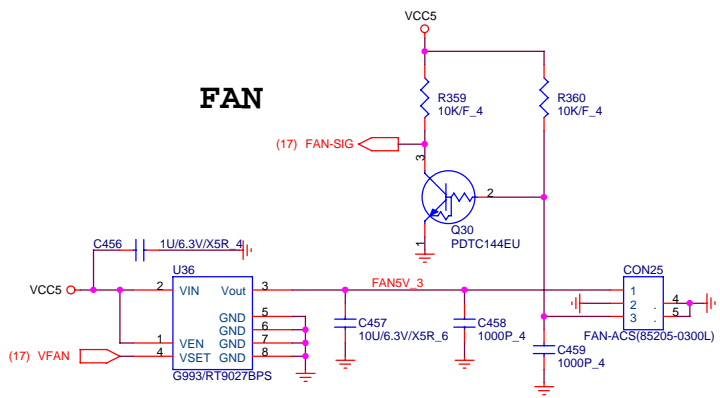 VCC5
FAN
R359
10K/F_4
R360
10K/F_4
(17) FAN-SIG
3
2
1
Q30
PDTC144EU
C456
1U/6.3V/X5R_4
U36
VCC5
2 VIN
Vout 3
FAN5V_3
GND 5
GND 6
1 VEN
GND 7
(17) VFAN
4 VSET
GND 8
G993/RT9027BPS
C457
10U/6.3V/X5R_6
C458
1000P_4
CON25
1
2
3
. 4
. 5
FAN-ACS(85205-0300L)
C459
1000P_4